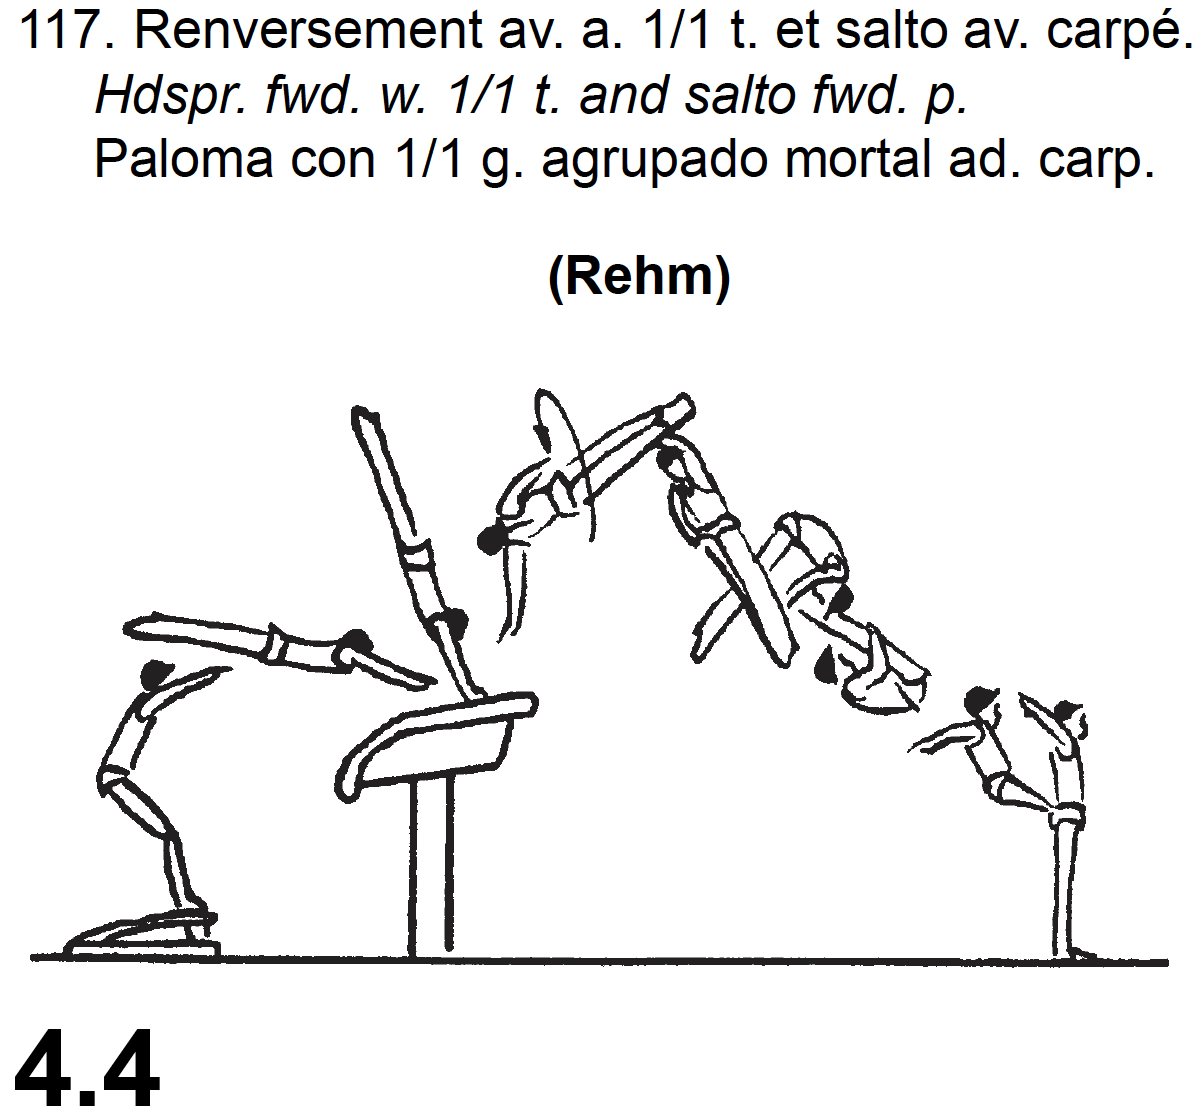 117. Renversement av. a. 1/1 t. et salto av. carpé.
Hdspr. fwd. w. 1/1 t. and salto fwd. p.
Paloma con 1/1 g. agrupado mortal ad. carp.
(Rehm)
4.4